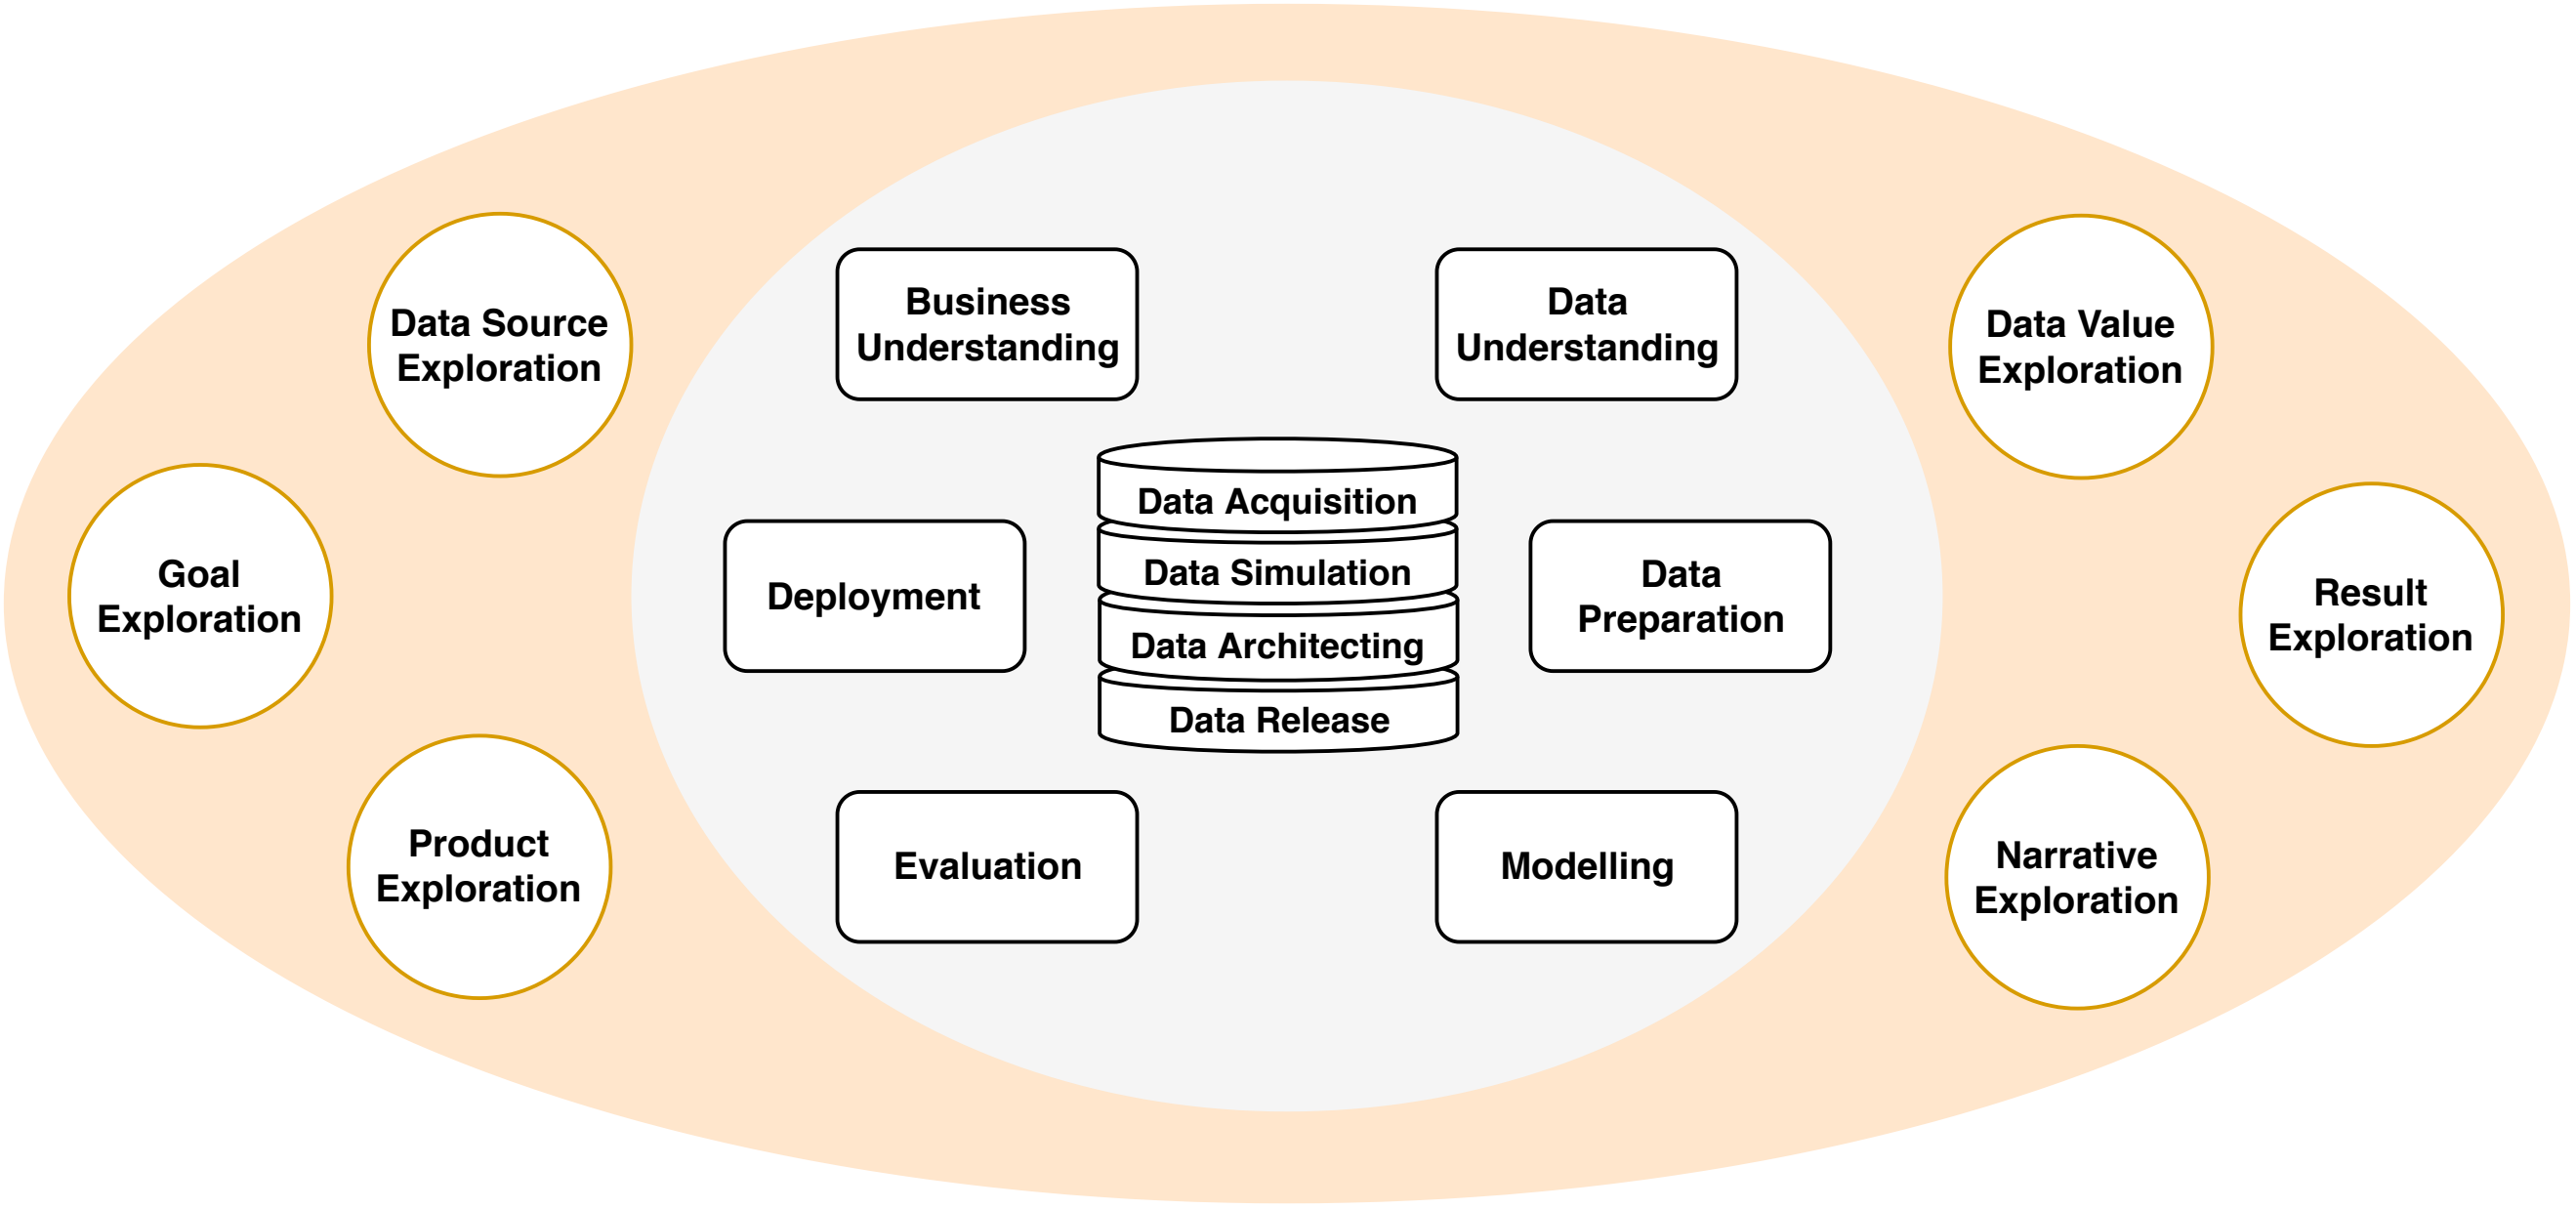 Data Source
Exploration
Goal
Exploration
Product
Exploration
Business
Understanding
Data
Understanding
Deployment
Data Acquisition
Data Simulation
Data Architecting
Data Release
Data
Preparation
Evaluation
Modelling
Data Value
Exploration
Result
Exploration
Narrative
Exploration